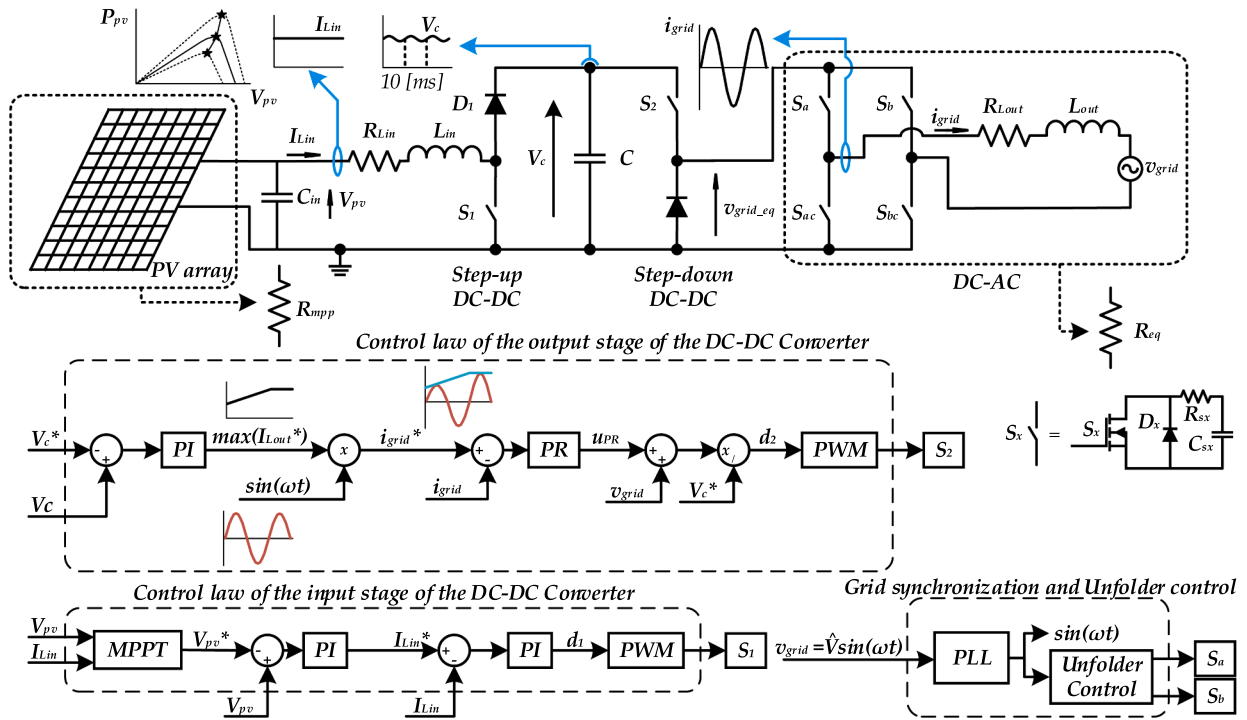 Ppv
Vpv
ILin
Vc
10 [ms]
igrid
PV array
ILin
RLin
Lin
Cin
Vpv
D1
S1
Vc
C
S2
vgrid_eq
Sa
Sb
Sac
Sbc
igrid
RLout
Lout
vgrid
Step-up
DC-DC
Step-down
DC-DC
DC-AC
Rmpp
Req
Control law of the output stage of the DC-DC Converter
Vc*
-
+
Vc
PI
max(ILout*)
x
sin(ωt)
igrid*
+
-
igrid
PR
uPR
+
+
vgrid
x/
Vc*
d2
PWM
S2
Sx
=
Sx
Dx
Rsx
Csx
Control law of the input stage of the DC-DC Converter
Vpv
ILin
MPPT
Vpv*
-
+
Vpv
PI
ILin*
+
-
ILin
PI
d1
PWM
S1
Grid synchronization and Unfolder control
vgrid =V̂sin(ωt)
PLL
sin(ωt)
Unfolder
Control
Sa
Sb